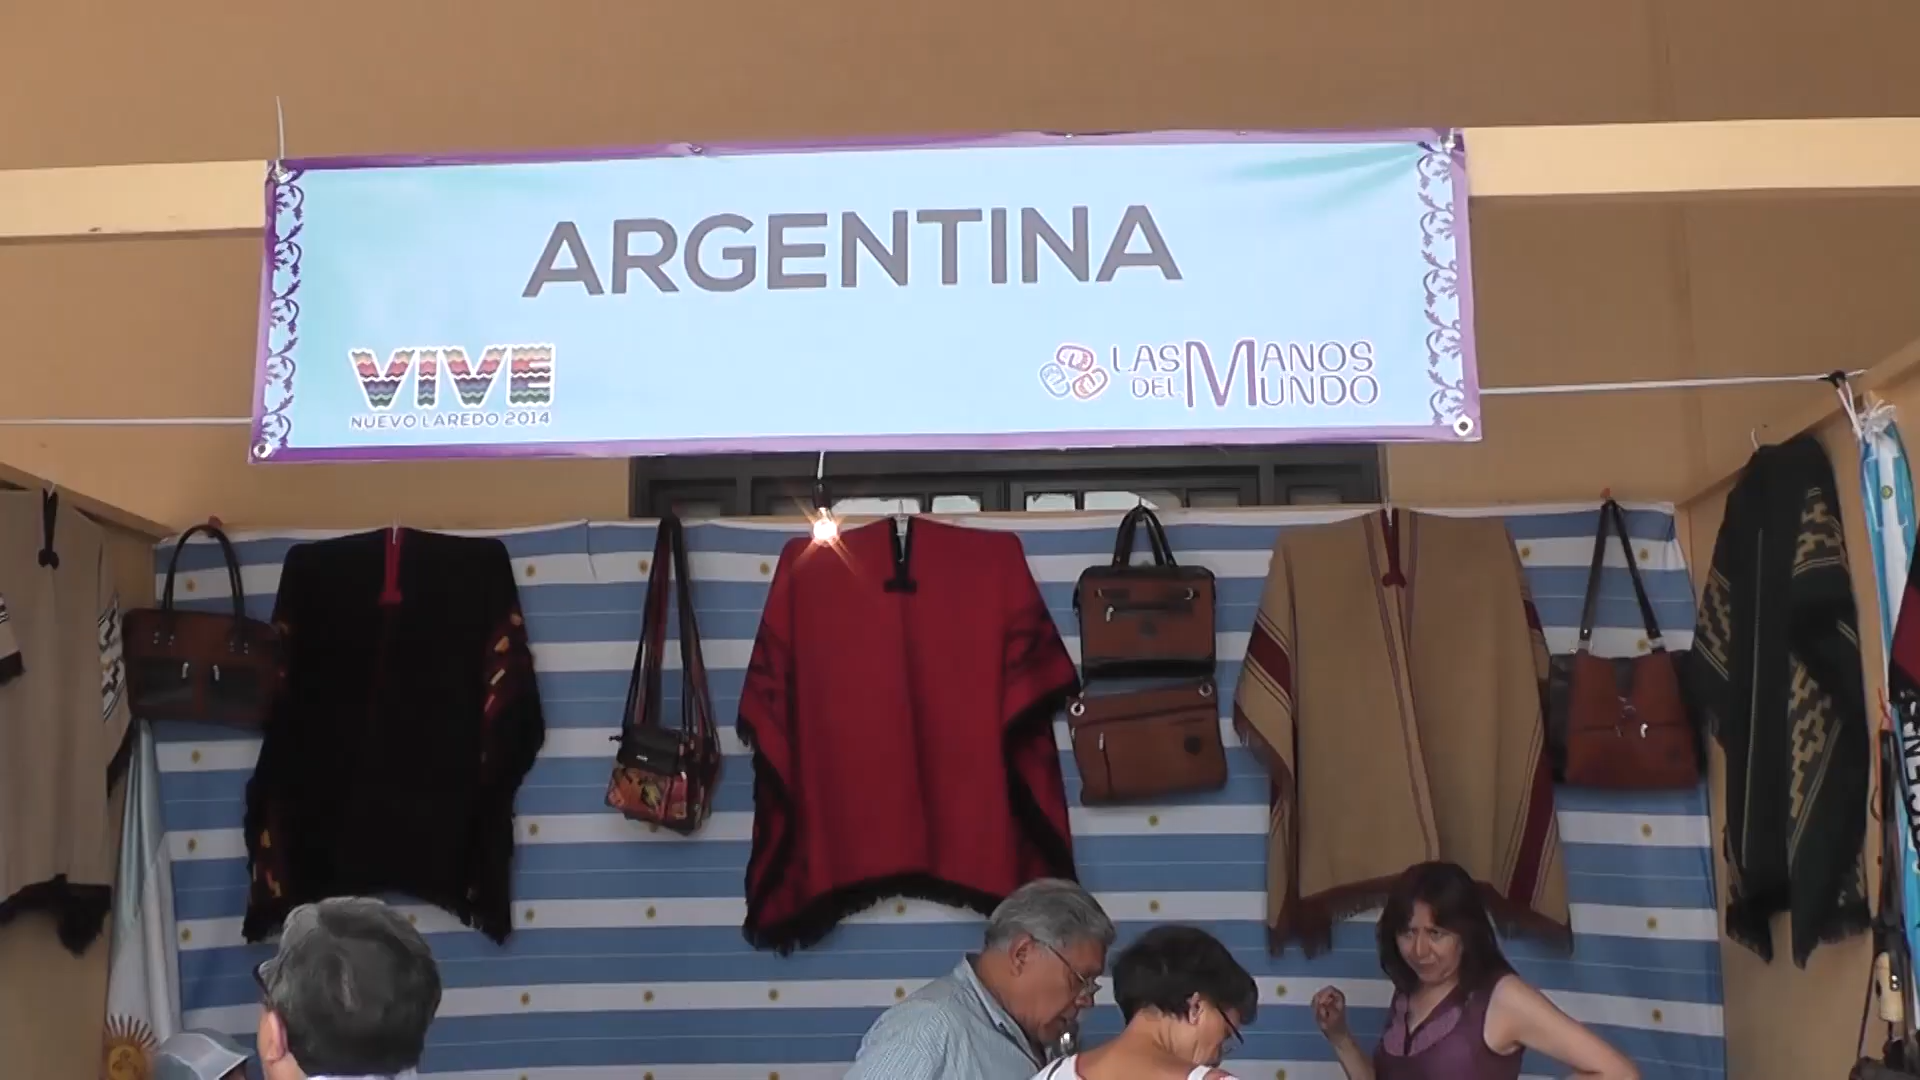 ARGENTINA
VIVE
NUEVO LAREDO 2014
LAS MANOS
DEL MUNDO